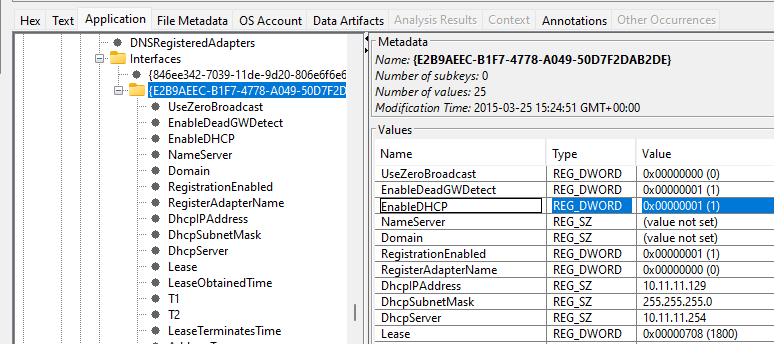 Hex Text Application File Metadata OS Account Data Artifacts Analysis Results Context Annotations Other Occurrences
DNSRegisteredAdapters
Interfaces
{846ee342-7039-11de-9d20-806e6f6e6
{E2B9AEEC-B1F7-4778-A049-50D7F2D
UseZeroBroadcast
EnableDeadGWDetect
EnableDHCP
NameServer
Domain
RegistrationEnabled
RegisterAdapterName
DhcpIPAddress
DhcpSubnetMask
DhcpServer
Lease
LeaseObtainedTime
T1
T2
LeaseTerminatesTime
Metadata
Name: {E2B9AEEC-B1F7-4778-A049-50D7F2DAB2DE}
Number of subkeys: 0
Number of values: 25
Modification Time: 2015-03-25 15:24:51 GMT+00:00
Values
Name Type Value
UseZeroBroadcast REG_DWORD 0x00000000 (0)
EnableDeadGWDetect REG_DWORD 0x00000001 (1)
EnableDHCP REG_DWORD 0x00000001 (1)
NameServer REG_SZ (value not set)
Domain REG_SZ (value not set)
RegistrationEnabled REG_DWORD 0x00000001 (1)
RegisterAdapterName REG_DWORD 0x00000000 (0)
DhcpIPAddress REG_SZ 10.11.11.129
DhcpSubnetMask REG_SZ 255.255.255.0
DhcpServer REG_SZ 10.11.11.254
Lease REG_DWORD 0x00000708 (1800)